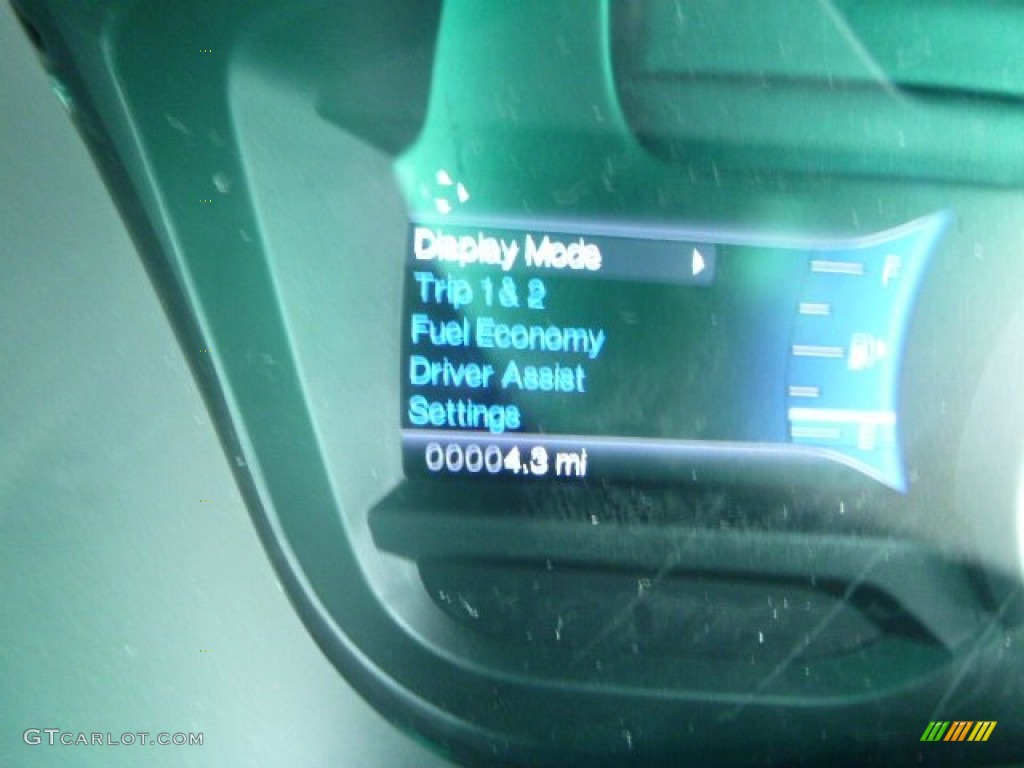 Display Mode
Trip 1 & 2
Fuel Economy
Driver Assist
Settings
00004.3 mi
F
GTCARLOT.COM